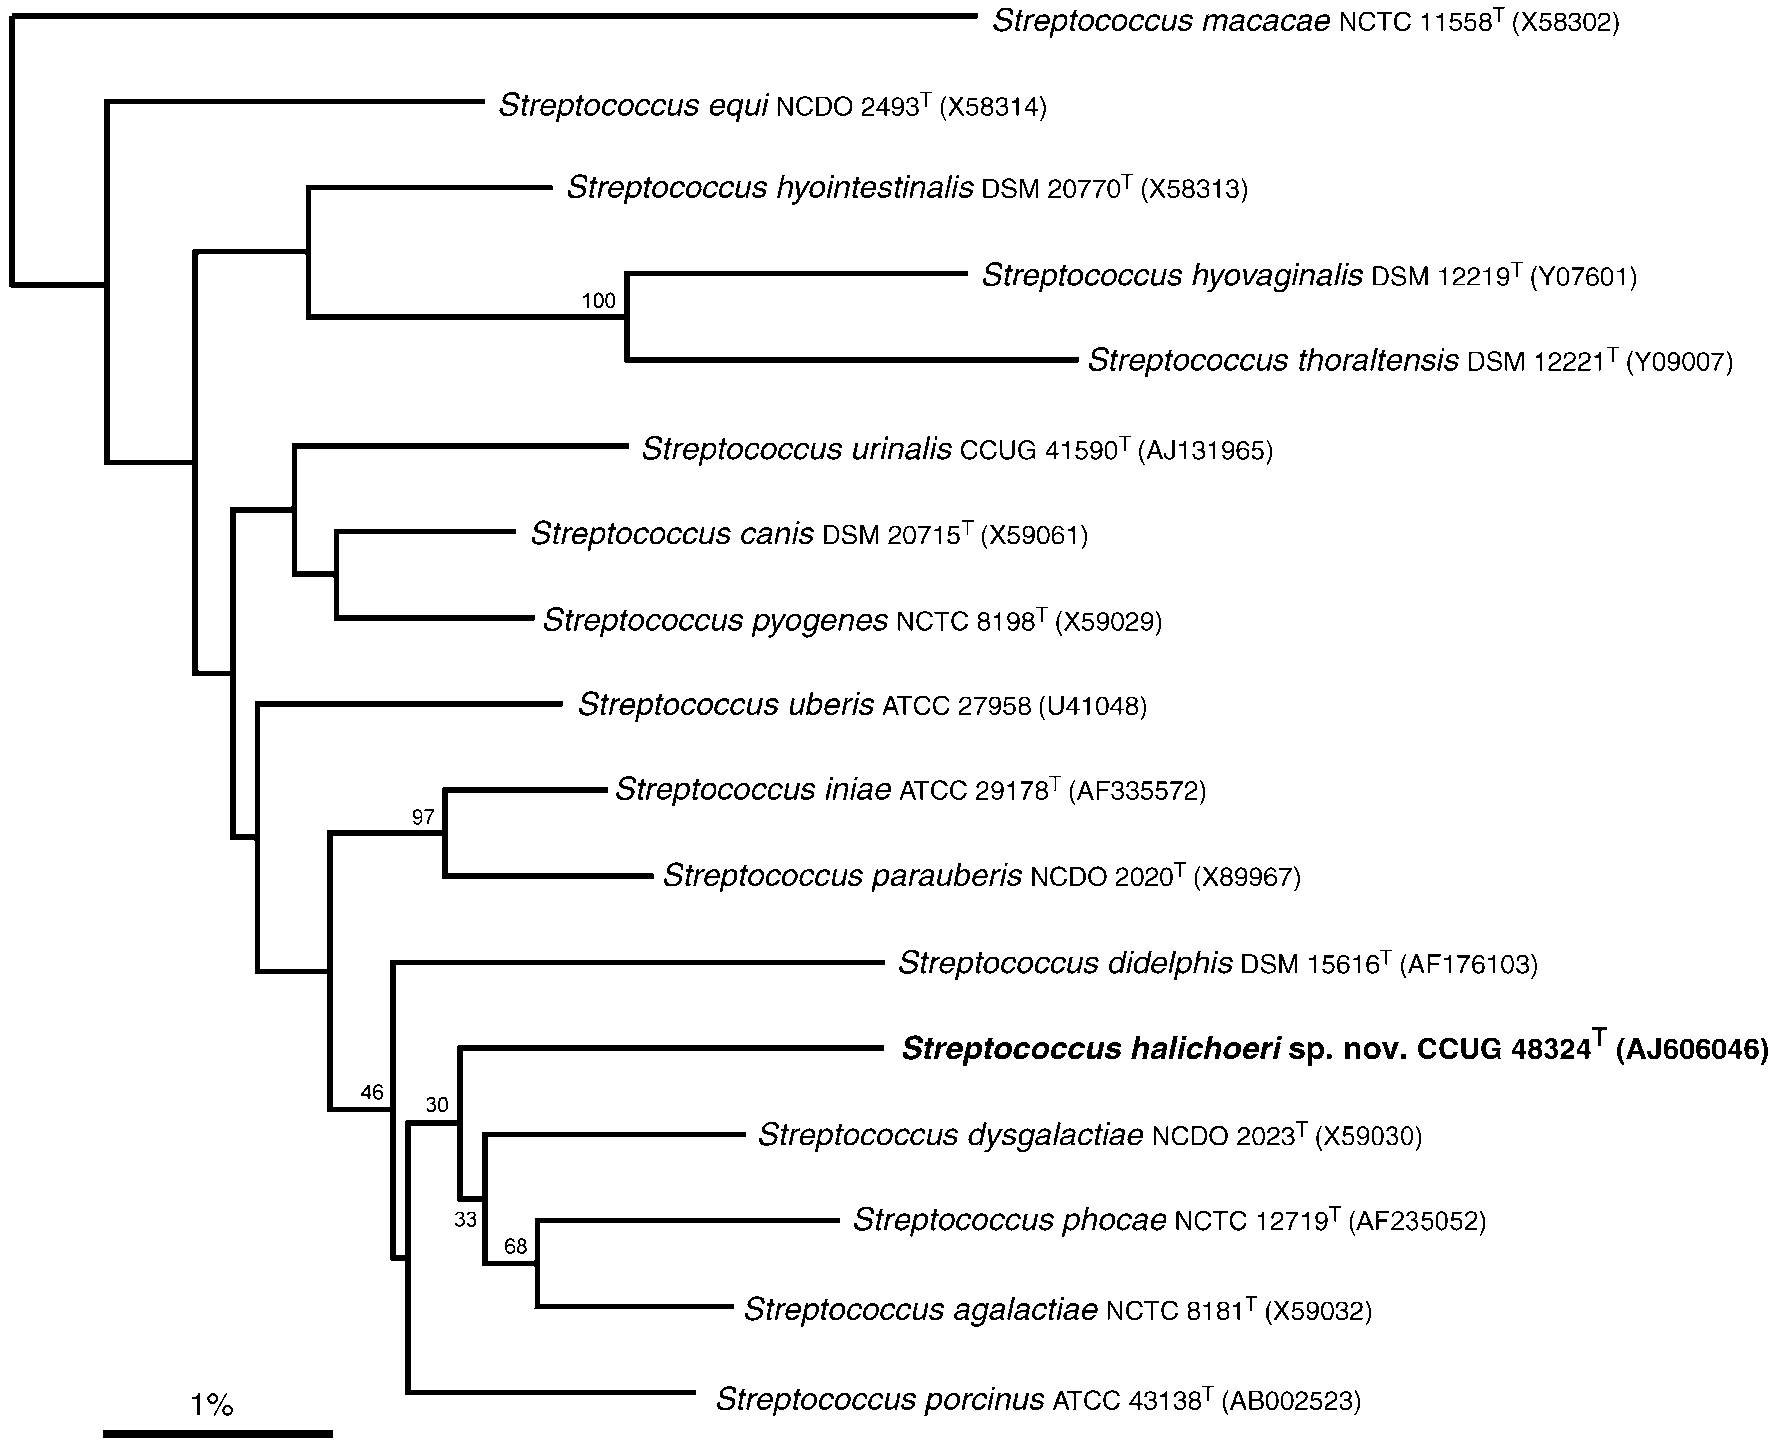 Streptococcus macacae NCTC 11558T (X58302)
Streptococcus equi NCDO 2493T (X58314)
Streptococcus hyointestinalis DSM 20770T (X58313)
Streptococcus hyovaginalis DSM 12219T (Y07601)
100
Streptococcus thoraltensis DSM 12221T (Y09007)
Streptococcus urinalis CCUG 41590T (AJ131965)
Streptococcus canis DSM 20715T (X59061)
Streptococcus pyogenes NCTC 8198T (X59029)
Streptococcus uberis ATCC 27958 (U41048)
Streptococcus iniae ATCC 29178T (AF335572)
97
Streptococcus parauberis NCDO 2020T (X89967)
Streptococcus didelphis DSM 15616T (AF176103)
Streptococcus halichoeri sp. nov. CCUG 48324T (AJ606046)
46
30
Streptococcus dysgalactiae NCDO 2023T (X59030)
33
Streptococcus phocae NCTC 12719T (AF235052)
68
Streptococcus agalactiae NCTC 8181T (X59032)
Streptococcus porcinus ATCC 43138T (AB002523)
1%